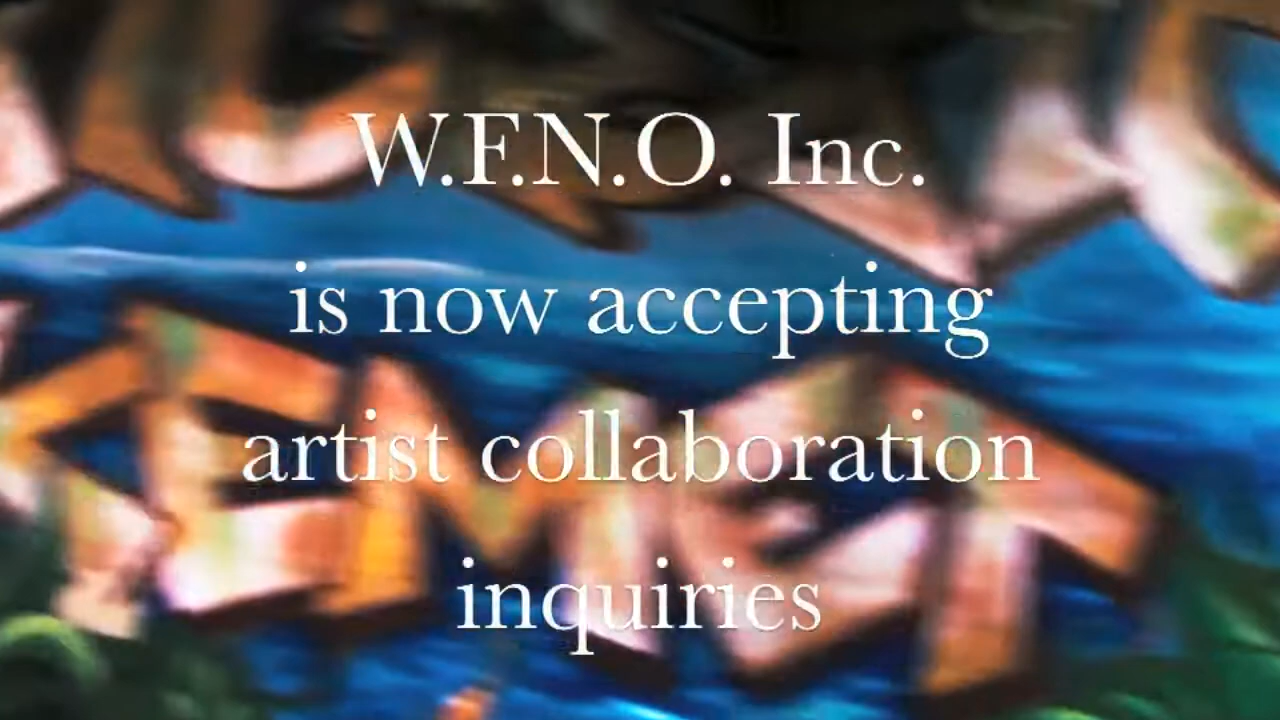 W.F.N.O. Inc.
is now accepting
artist collaboration
inquiries